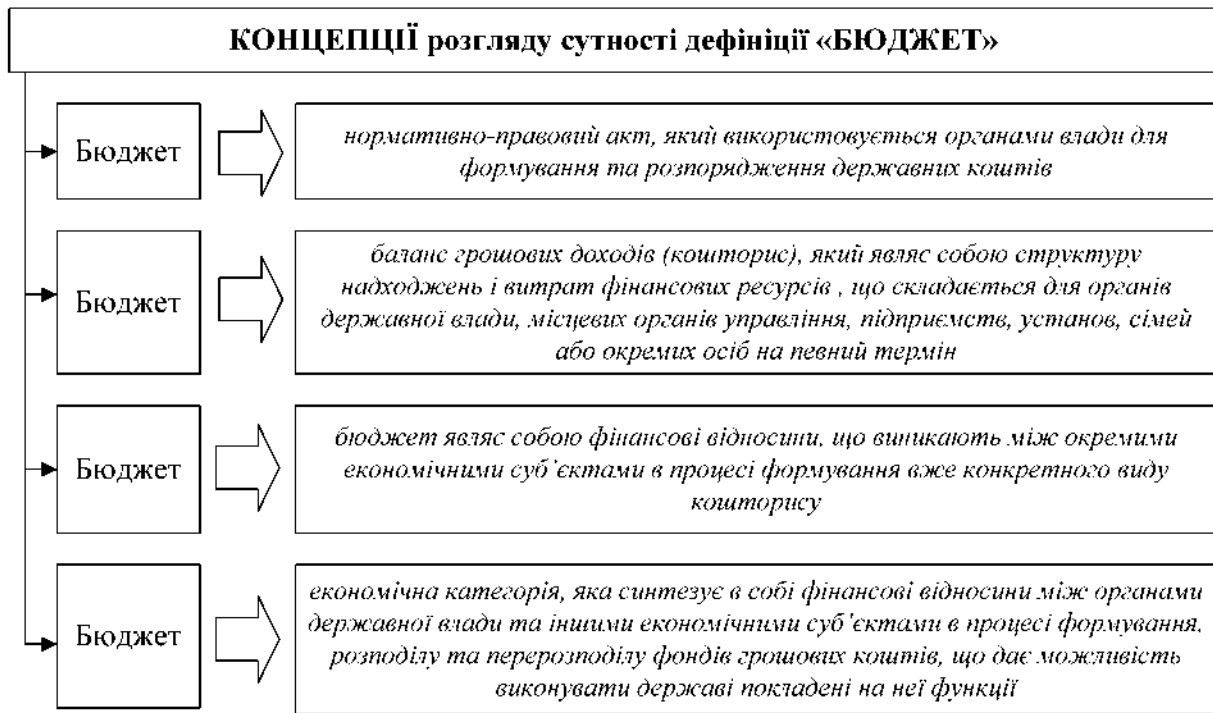 КОНЦЕПЦІЇ розгляду сутності дефініції «БЮДЖЕТ»
Бюджет
нормативно-правовий акт, який використовується органами влади для
формування та розпорядження державних коштів
Бюджет
баланс грошових доходів (кошторис), який являє собою структуру
надходжень і витрат фінансових ресурсів , що складається для органів
державної влади, місцевих органів управління, підприємств, установ, сімей
або окремих осіб на певний термін
Бюджет
бюджет являє собою фінансові відносини, що виникають між окремими
економічними суб’єктами в процесі формування вже конкретного виду
кошторису
Бюджет
економічна категорія, яка синтезує в собі фінансові відносини між органами
державної влади та іншими економічними суб’єктами в процесі формування,
розподілу та перерозподілу фондів грошових коштів, що дає можливість
виконувати державі покладені на неї функції